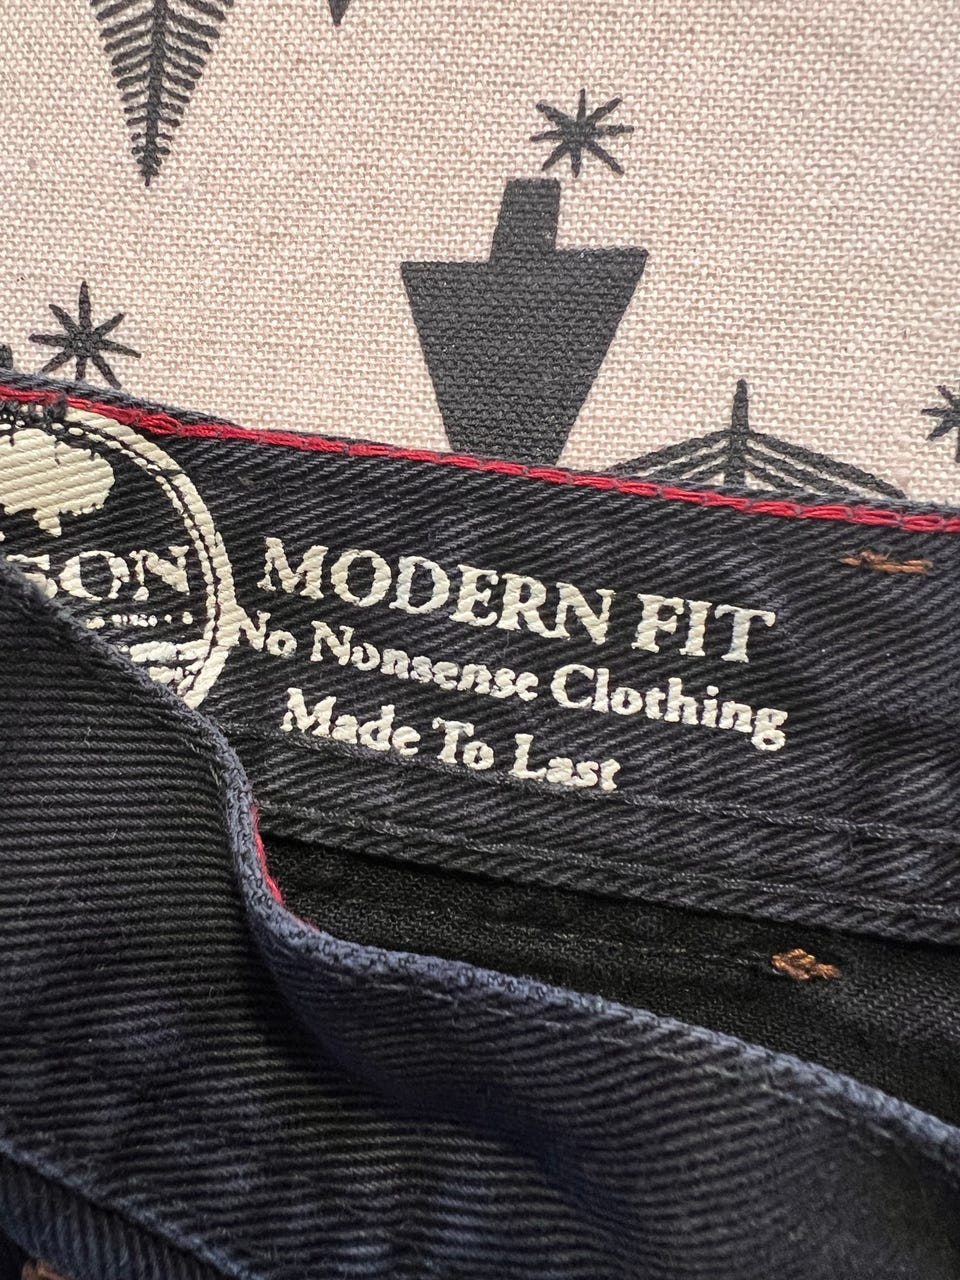 SON
MODERN FIT
No Nonsense Clothing
Made To Last